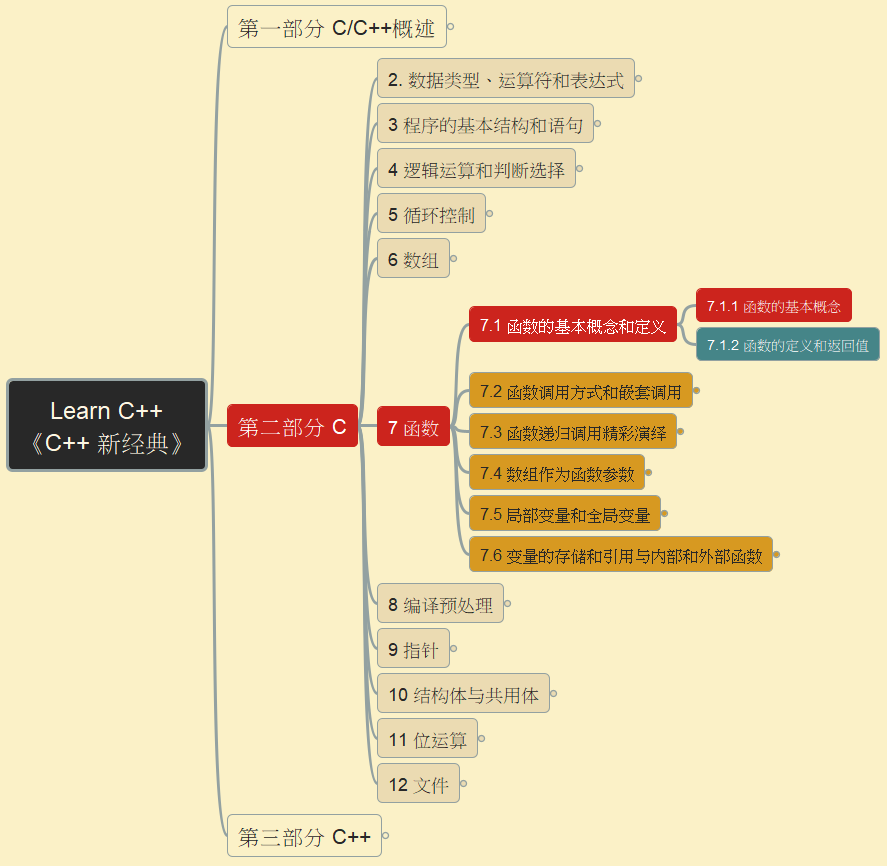 Learn C++
《C++ 新经典》
第一部分 C/C++概述
第二部分 C
2. 数据类型、运算符和表达式
3 程序的基本结构和语句
4 逻辑运算和判断选择
5 循环控制
6 数组
7 函数
7.1 函数的基本概念和定义
7.1.1 函数的基本概念
7.1.2 函数的定义和返回值
7.2 函数调用方式和嵌套调用
7.3 函数递归调用精彩演绎
7.4 数组作为函数参数
7.5 局部变量和全局变量
7.6 变量的存储和引用与内部和外部函数
8 编译预处理
9 指针
10 结构体与共用体
11 位运算
12 文件
第三部分 C++